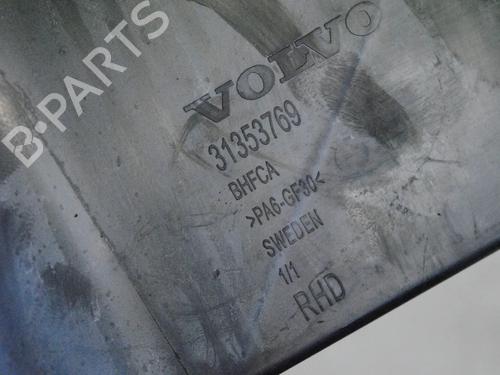 B-PARTS
VOLVO
31353769
BHFCA
>PA6-GF30<
SWEDEN
1/1
RHD